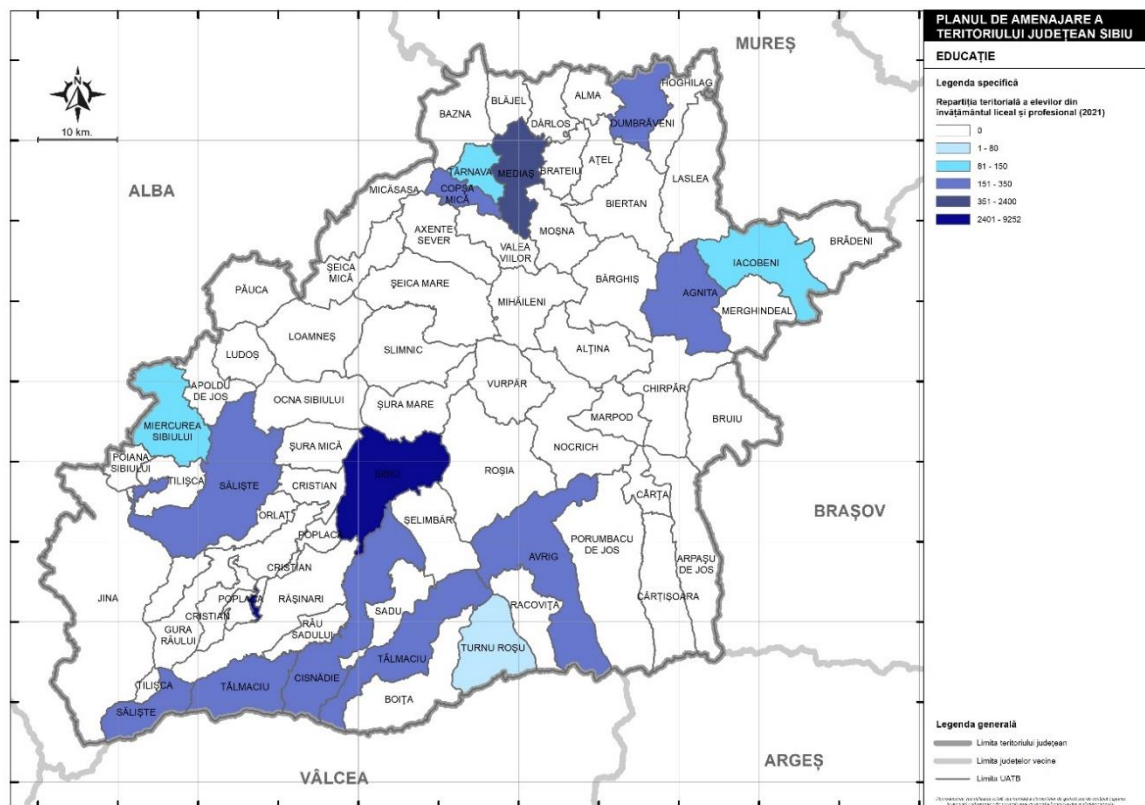 PLANUL DE AMENAJARE A
TERITORIULUI JUDEȚEAN SIBIU
EDUCAȚIE
Legenda specifică
Repartiția teritorială a elevilor din
învățământul liceal și profesional (2021)
0
1 - 80
81 - 150
151 - 350
351 - 2400
2401 - 9252
N
10 km.
MUREȘ
ALBA
BRAȘOV
ARGEȘ
VÂLCEA
HOGHILAG
BLĂJEL
ALMA
BAZNA
DÂRLOS
DUMBRĂVENI
TÂRNAVA
MEDIAȘ
BRATEIU
AȚEL
LASLEA
MICĂSASA
COPȘA
MICĂ
BIERTAN
AXENTE
SEVER
MOȘNA
VALEA
VIILOR
BRĂDENI
IACOBENI
ȘEICA
MICĂ
ȘEICA MARE
BÂRGHIȘ
AGNITA
PĂUCA
MIHĂILENI
MERGHINDEAL
LOAMNEȘ
SLIMNIC
ALȚINA
LUDOȘ
VURPĂR
APOLDU
DE JOS
OCNA SIBIULUI
ȘURA MARE
CHIRPĂR
MARPOD
BRUIU
MIERCUREA
SIBIULUI
ȘURA MICĂ
NOCRICH
POIANA
SIBIULUI
TILIȘCA
SĂLIȘTE
CRISTIAN
SIBIU
ROȘIA
CÂRȚA
ORLAT
ȘELIMBĂR
POPLACA
PORUMBACU
DE JOS
AVRIG
ARPAȘU
DE JOS
CRISTIAN
JINA
POPLACA
RĂȘINARI
CÂRȚIȘOARA
CRISTIAN
SADU
RACOVIȚA
GURA
RÂULUI
RÂU
SADULUI
TURNU ROȘU
TĂLMACIU
TILIȘCA
TĂLMACIU
CISNĂDIE
BOIȚA
SĂLIȘTE
Legenda generală
Limita teritoriului județean
Limita județelor vecine
Limita UATB